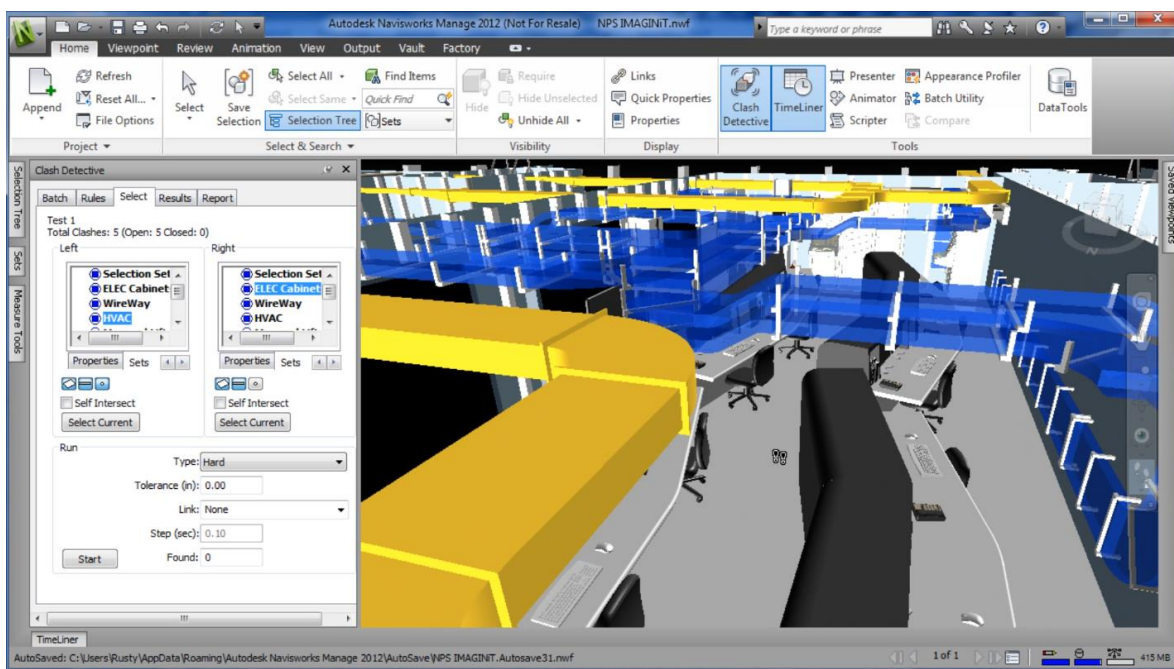 Autodesk Navisworks Manage 2012 (Not For Resale) NPS IMAGINiT.nwf
Type a keyword or phrase
Home Viewpoint Review Animation View Output Vault Factory
Append
Refresh
Reset All...
File Options
Project
Select
Save Selection
Select All
Select Same
Selection Tree
Find Items
Quick Find
Sets
Select & Search
Hide
Require
Hide Unselected
Unhide All
Visibility
Links
Quick Properties
Properties
Display
Clash Detective
TimeLiner
Presenter
Animator
Scripter
Appearance Profiler
Batch Utility
Compare
DataTools
Tools
Selection Tree
Sets
Measure Tools
Saved Viewpoints
Clash Detective
Batch Rules Select Results Report
Test 1
Total Clashes: 5 (Open: 5 Closed: 0)
Left
Selection Set
ELEC Cabinet
WireWay
HVAC
Properties Sets
Self Intersect
Select Current
Right
Selection Set
ELEC Cabinet
WireWay
HVAC
Properties Sets
Self Intersect
Select Current
Run
Type: Hard
Tolerance (in): 0.00
Link: None
Step (sec): 0.10
Start
Found: 0
TimeLiner
AutoSaved: C:\Users\Rusty\AppData\Roaming\Autodesk Navisworks Manage 2012\AutoSave\NPS IMAGINiT.Autosave31.nwf
1 of 1
415 MB